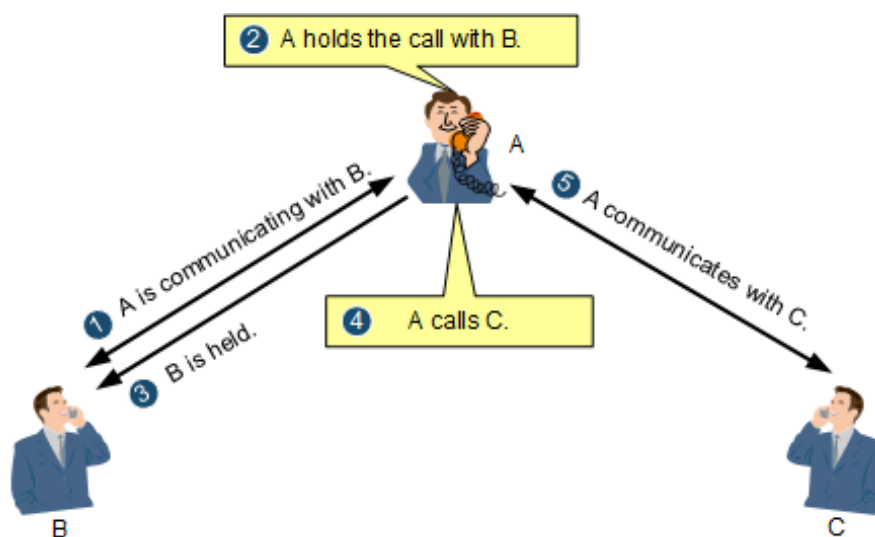 2 A holds the call with B.
A
1 A is communicating with B.
5 A communicates with C.
3 B is held.
4 A calls C.
B
C